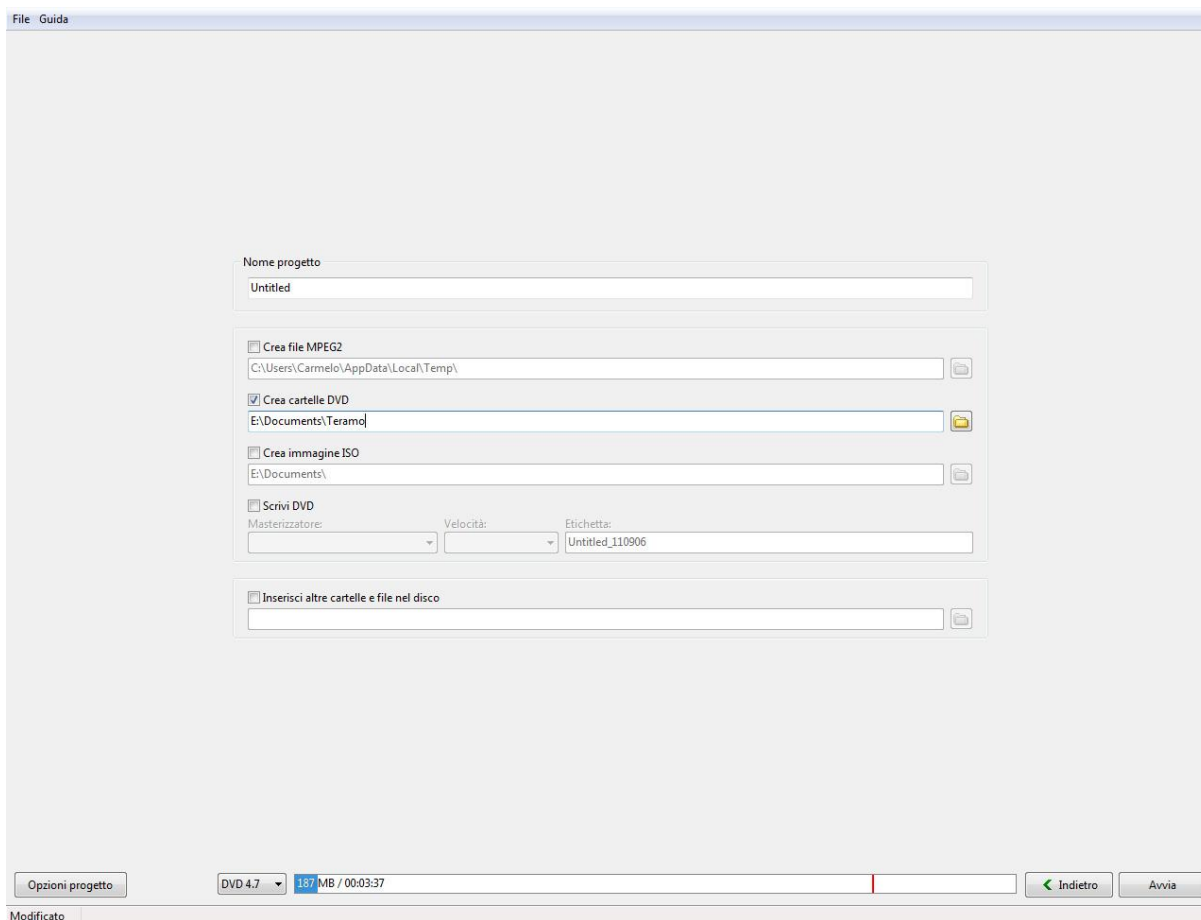 File Guida
Nome progetto
Untitled
Crea file MPEG2
C:\Users\Carmelo\AppData\Local\Temp\
Crea cartelle DVD
E:\Documents\Teramo
Crea immagine ISO
E:\Documents\
Scrivi DVD
Masterizzatore: Velocità: Etichetta:
Untitled_110906
Inserisci altre cartelle e file nel disco
Opzioni progetto DVD 4.7 187 MB / 00:03:37 Indietro Avvia
Modificato